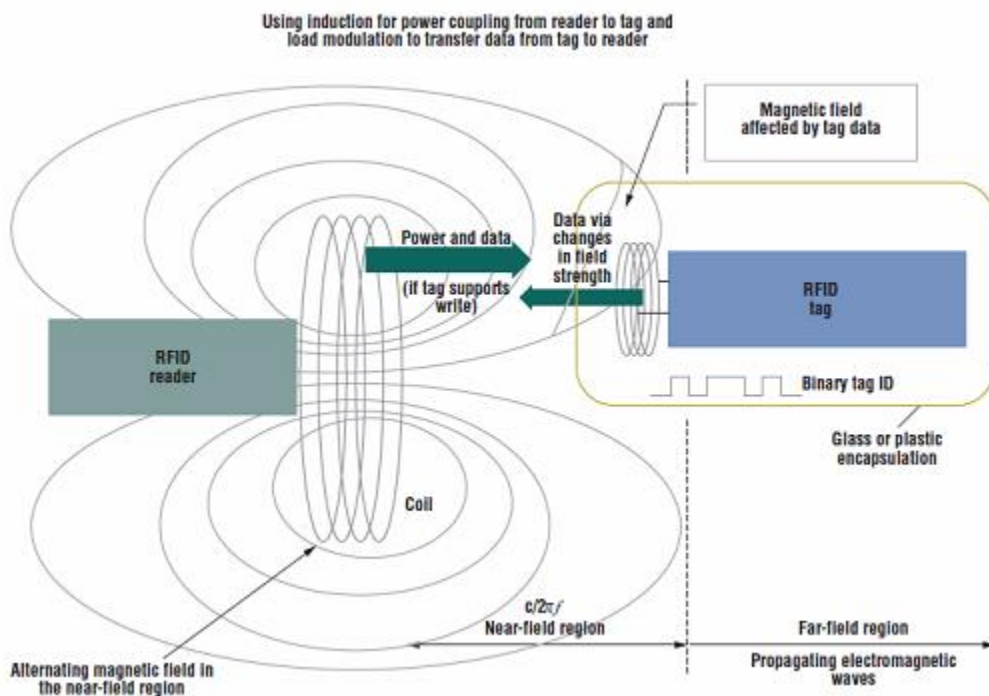 Using induction for power coupling from reader to tag and
load modulation to transfer data from tag to reader
Magnetic field
affected by tag data
Power and data
(if tag supports
write)
Data via
changes
in field
strength
RFID
tag
RFID
reader
Binary tag ID
Glass or plastic
encapsulation
Coil
c/2πf
Near-field region
Far-field region
Propagating electromagnetic
waves
Alternating magnetic field in
the near-field region